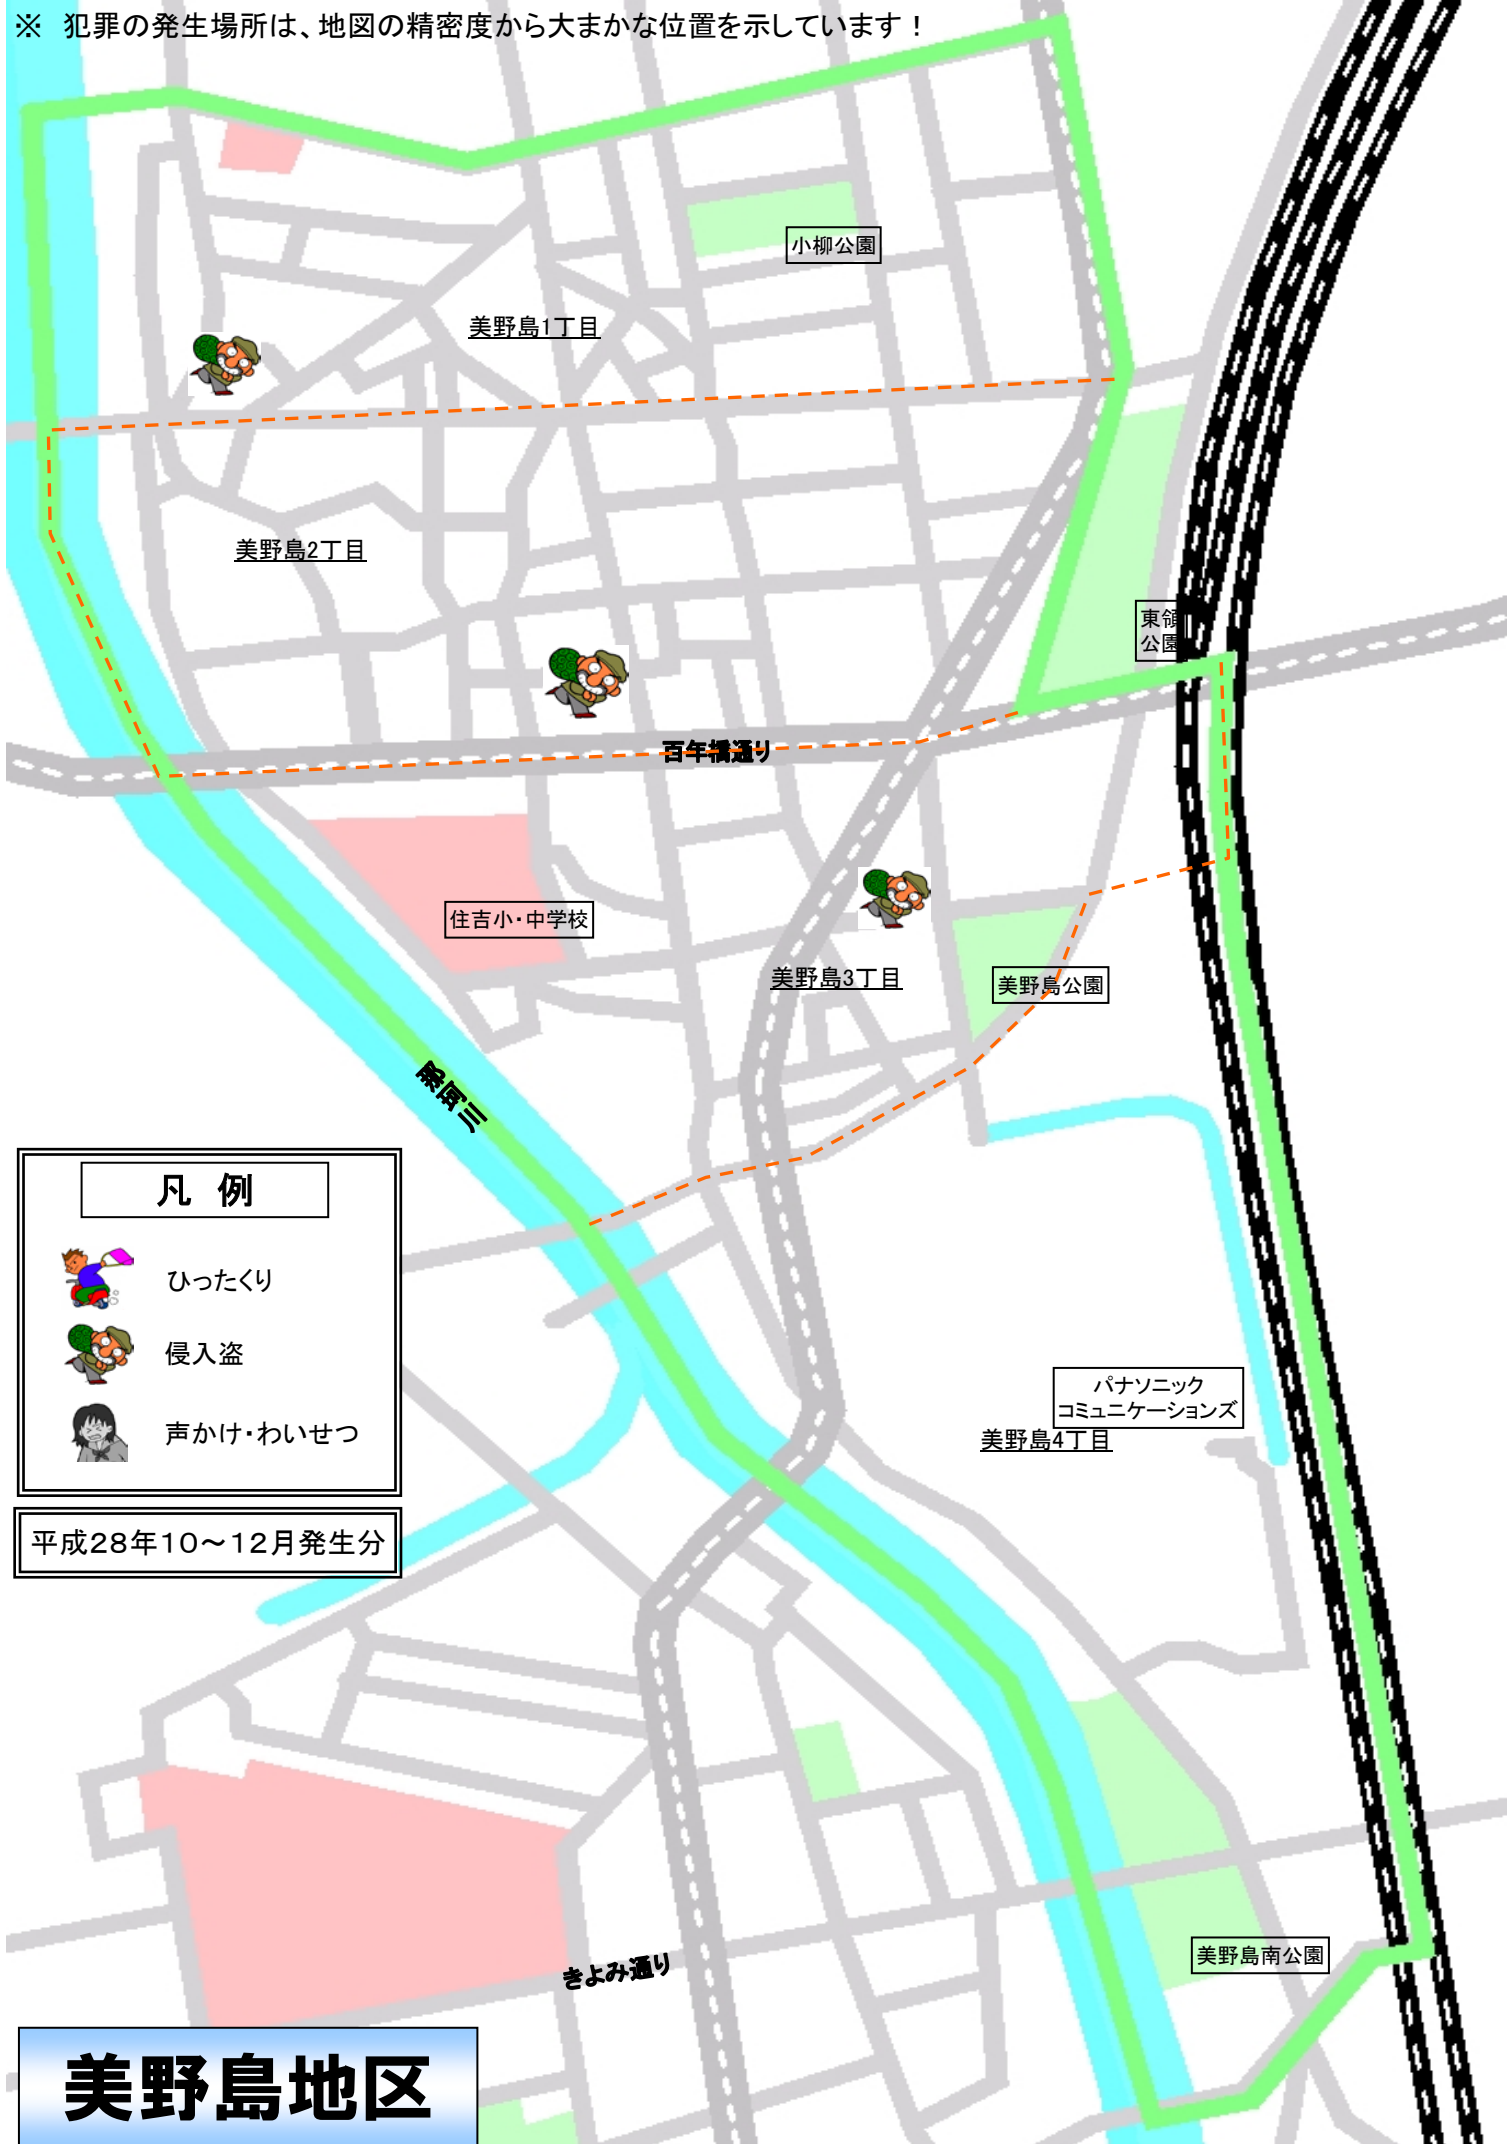 ※　犯罪の発生場所は、地図の精密度から大まかな位置を示しています！
小柳公園
美野島1丁目
美野島2丁目
東領
公園
百年橋通り
住吉小・中学校
美野島3丁目
美野島公園
那珂川
凡　例
ひったくり
侵入盗
声かけ・わいせつ
平成28年10～12月発生分
パナソニック
コミュニケーションズ
美野島4丁目
美野島南公園
きよみ通り
美野島地区